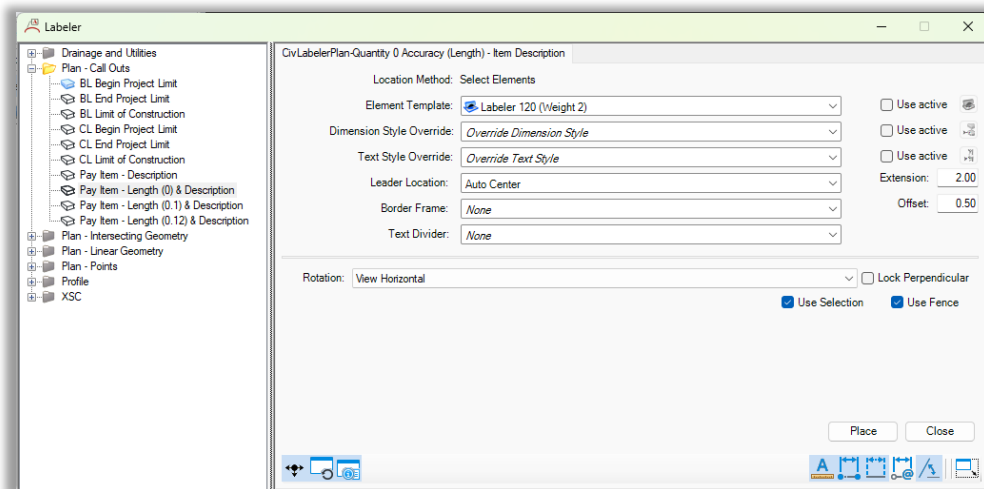 Labeler
Drainage and Utilities
Plan - Call Outs
BL Begin Project Limit
BL End Project Limit
BL Limit of Construction
CL Begin Project Limit
CL End Project Limit
CL Limit of Construction
Pay Item - Description
Pay Item - Length (0) & Description
Pay Item - Length (0.1) & Description
Pay Item - Length (0.12) & Description
Plan - Intersecting Geometry
Plan - Linear Geometry
Plan - Points
Profile
XSC
CivLabelerPlan-Quantity 0 Accuracy (Length) - Item Description
Location Method: Select Elements
Element Template: Labeler 120 (Weight 2) Use active
Dimension Style Override: Override Dimension Style Use active
Text Style Override: Override Text Style Use active
Leader Location: Auto Center Extension: 2.00
Border Frame: None Offset: 0.50
Text Divider: None
Rotation: View Horizontal Lock Perpendicular
Use Selection Use Fence
Place Close